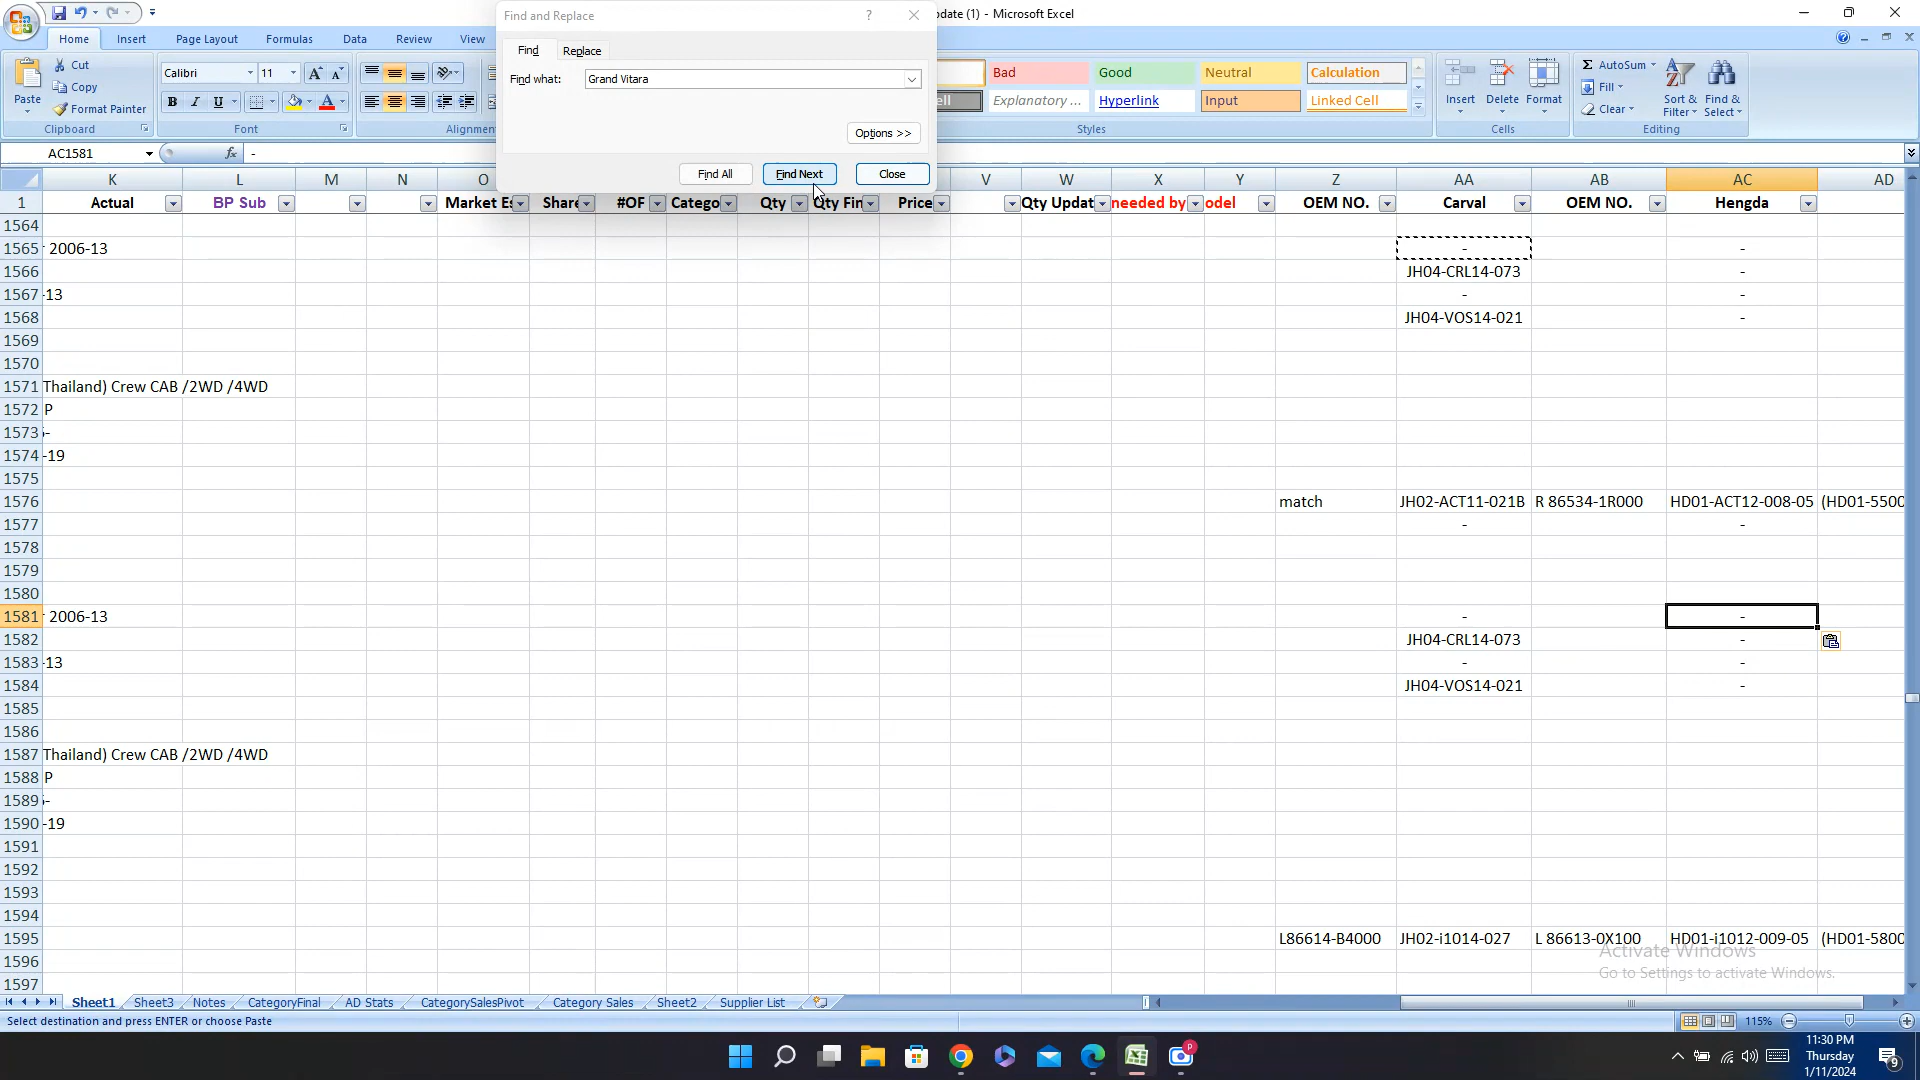 Find and Replace
?
pdate (1) - Microsoft Excel
Home Insert Page Layout Formulas Data Review View
Find Replace
Find what: Grand Vitara
Options >>
Find All Find Next Close
Paste Cut Copy Format Painter
Clipboard
Calibri 11
B I U
Font
Alignmen
Bad Good Neutral Calculation
ell Explanatory ... Hyperlink Input Linked Cell
Styles
Insert Delete Format
Cells
Σ AutoSum
Fill
Clear
Sort & Filter Find & Select
Editing
AC1581 fx -
K L M N O V X Y Z AA AB AC AD
1 Actual BP Sub Market Es Share #OF Catego Qty Qty Fin Price Qty Updat needed by odel OEM NO. Carval OEM NO. Hengda
1564
1565 2006-13 - -
1566 JH04-CRL14-073 -
1567 -13 - -
1568 JH04-VOS14-021 -
1569
1570
1571 Thailand) Crew CAB /2WD /4WD
1572 P
1573 -
1574 -19
1575
1576 match JH02-ACT11-021B R 86534-1R000 HD01-ACT12-008-05 (HD01-5500
1577 - -
1578
1579
1580
1581 2006-13 - -
1582 JH04-CRL14-073 -
1583 -13 - -
1584 JH04-VOS14-021 -
1585
1586
1587 Thailand) Crew CAB /2WD /4WD
1588 P
1589 -
1590 -19
1591
1592
1593
1594
1595 L86614-B4000 JH02-i1014-027 L 86613-0X100 HD01-i1012-009-05 (HD01-5800
1596
1597
Activate Windows
Go to Settings to activate Windows.
Sheet1 Sheet3 Notes CategoryFinal AD Stats CategorySalesPivot Category Sales Sheet2 Supplier List
Select destination and press ENTER or choose Paste
115%
11:30 PM
Thursday
1/11/2024
P
9